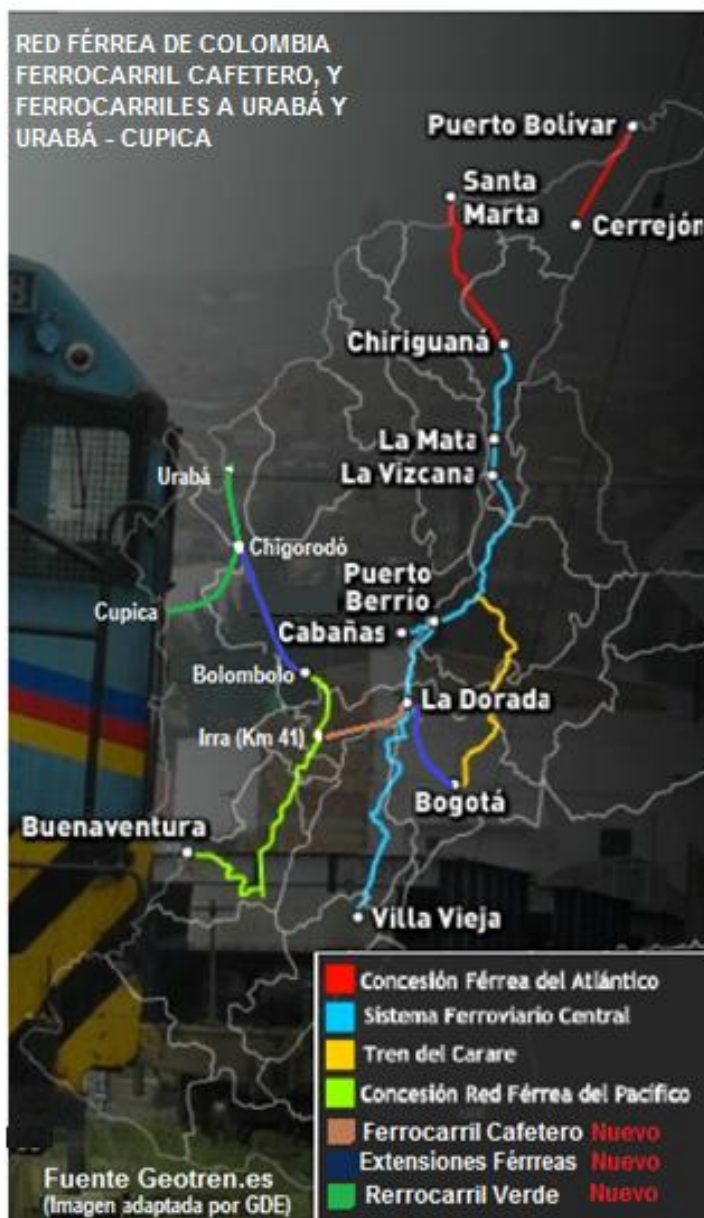 RED FÉRREA DE COLOMBIA
FERROCARRIL CAFETERO, Y
FERROCARRILES A URABÁ Y
URABÁ - CUPICA
Puerto Bolívar
Santa
Marta
Cerrejón
Chiriguaná
La Mata
La Vízcana
Urabá
Chigorodó
Puerto
Berrío
Cupica
Cabañas
Bolombolo
La Dorada
Irra (Km 41)
Bogotá
Buenaventura
Villa Vieja
Concesión Férrea del Atlántico
Sistema Ferroviario Central
Tren del Carare
Concesión Red Férrea del Pacífico
Ferrocarril Cafetero Nuevo
Extensiones Férrreas Nuevo
Rerrocarril Verde Nuevo
Fuente Geotren.es
(Imagen adaptada por GDE)